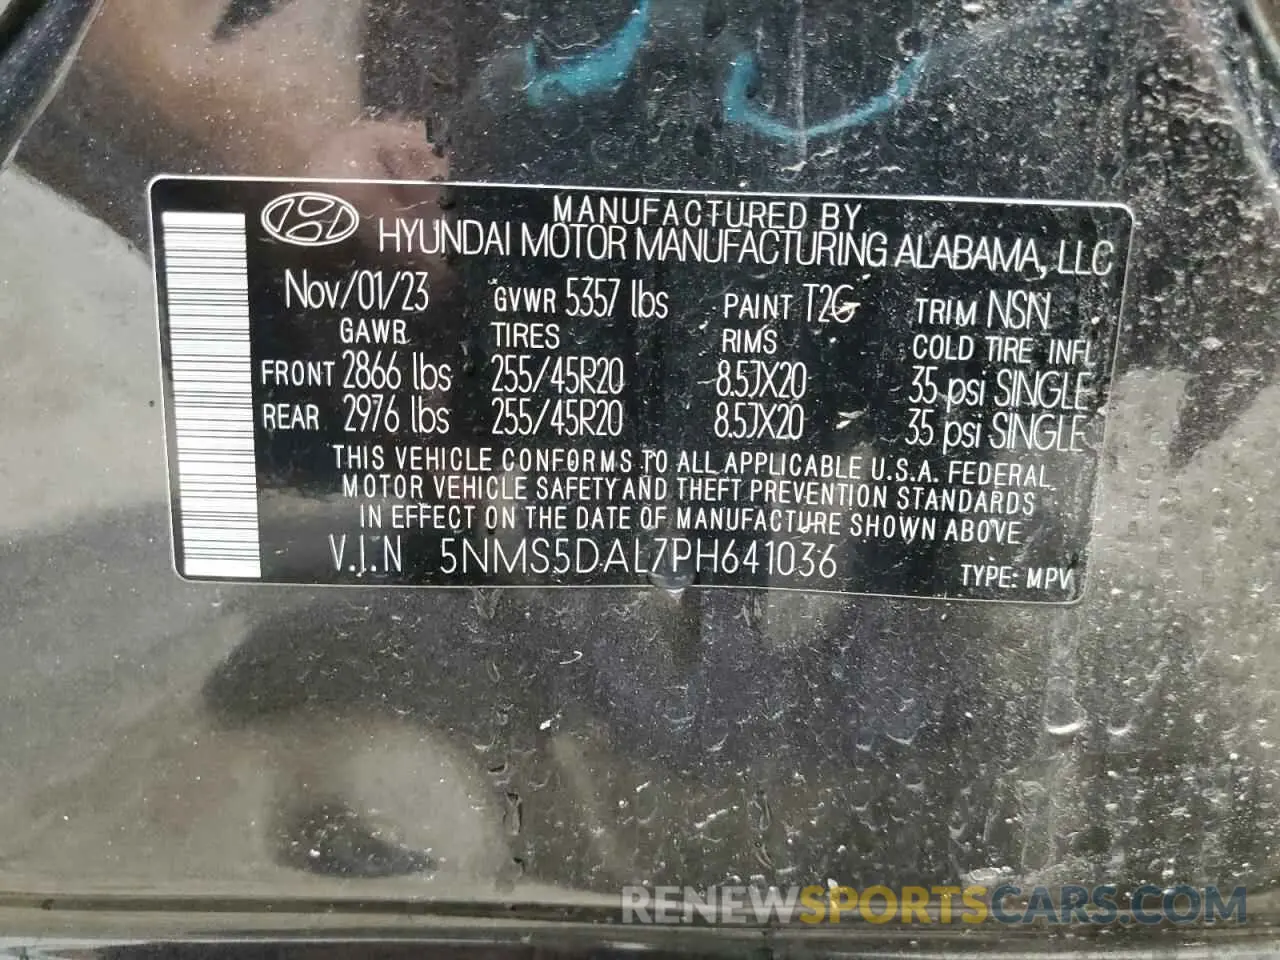 MANUFACTURED BY
HYUNDAI MOTOR MANUFACTURING ALABAMA, LLC
Nov/01/23 GVWR 5357 lbs PAINT T2G TRIM NSN
GAWR TIRES RIMS COLD TIRE INFL
FRONT 2866 lbs 255/45R20 8.5JX20 35 psi SINGLE
REAR 2976 lbs 255/45R20 8.5JX20 35 psi SINGLE
THIS VEHICLE CONFORMS TO ALL APPLICABLE U.S.A. FEDERAL
MOTOR VEHICLE SAFETY AND THEFT PREVENTION STANDARDS
IN EFFECT ON THE DATE OF MANUFACTURE SHOWN ABOVE
V.I.N 5NMS5DAL7PH641036 TYPE: MPV
RENEWSPORTSCARS.COM